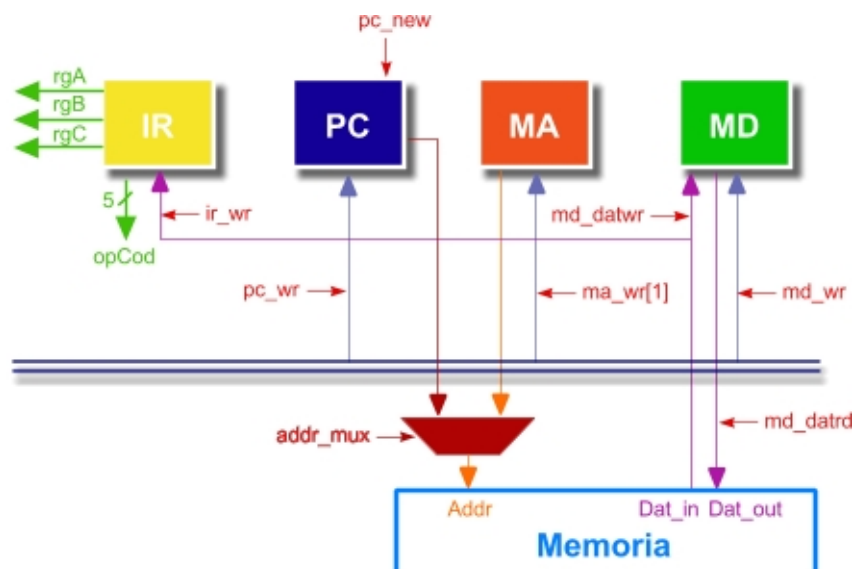 pc_new
rgA
rgB
rgC
IR
PC
MA
MD
5
ir_wr
md_datwr
opCod
pc_wr
ma_wr[1]
md_wr
addr_mux
md_datrd
Addr
Dat_in
Dat_out
Memoria